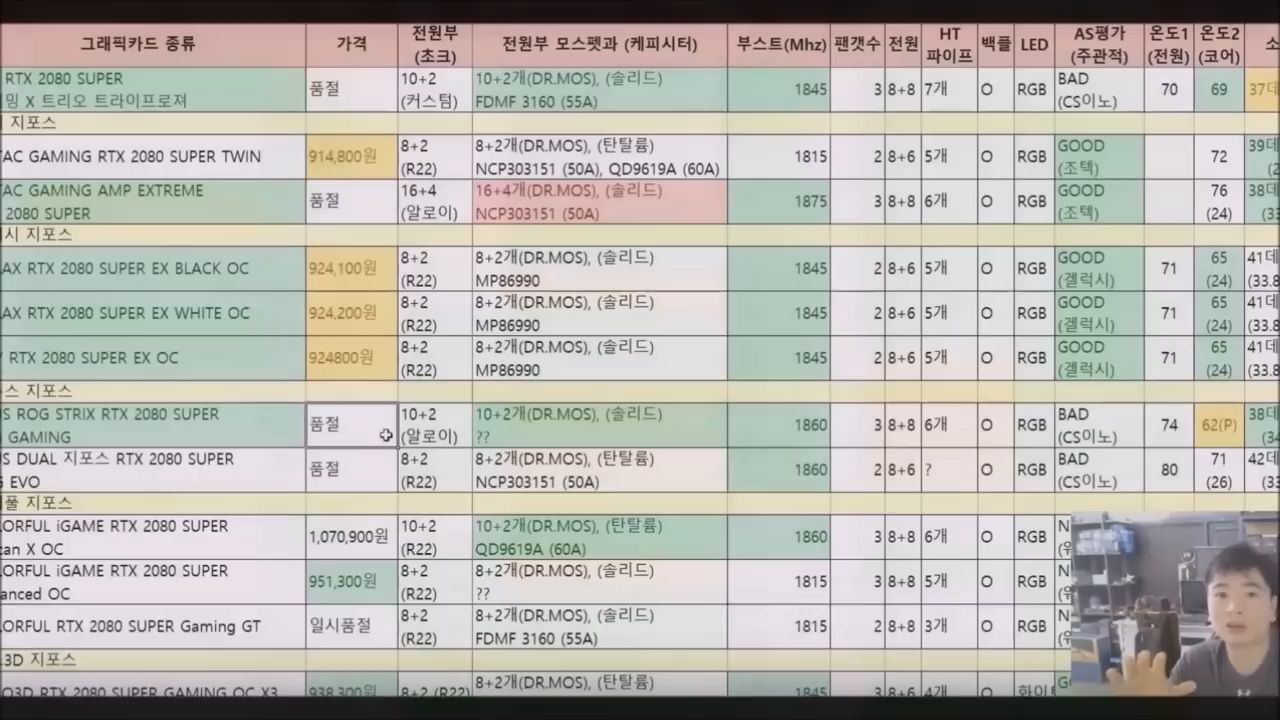 그래픽카드 종류 가격 전원부 (초크) 전원부 모스펫과 (케피시터) 부스트(Mhz) 팬갯수 전원 HT 파이프 백플 LED AS평가 (주관적) 온도1 (전원) 온도2 (코어) 소
RTX 2080 SUPER 품절 10+2 10+2개(DR.MOS), (솔리드) 1845 3 8+8 7개 O RGB BAD 70 69 37데
밍 X 트리오 트라이프로져 (커스텀) FDMF 3160 (55A) (CS이노)
지포스
TAC GAMING RTX 2080 SUPER TWIN 914,800원 8+2 8+2개(DR.MOS), (탄탈륨) 1815 2 8+6 5개 O RGB GOOD 72 39데
(R22) NCP303151 (50A), QD9619A (60A) (조텍) (2
TAC GAMING AMP EXTREME 품절 16+4 16+4개(DR.MOS), (솔리드) 1875 3 8+8 6개 O RGB GOOD 76 38데
2080 SUPER (알로이) NCP303151 (50A) (조텍) (24) (33
시 지포스
AX RTX 2080 SUPER EX BLACK OC 924,100원 8+2 8+2개(DR.MOS), (솔리드) 1845 2 8+6 5개 O RGB GOOD 71 65 41데
(R22) MP86990 (겔럭시) (24) (33.8
AX RTX 2080 SUPER EX WHITE OC 924,200원 8+2 8+2개(DR.MOS), (솔리드) 1845 2 8+6 5개 O RGB GOOD 71 65 41데
(R22) MP86990 (겔럭시) (24) (33.8
RTX 2080 SUPER EX OC 924800원 8+2 8+2개(DR.MOS), (솔리드) 1845 2 8+6 5개 O RGB GOOD 71 65 41데
(R22) MP86990 (겔럭시) (24) (33.8
스 지포스
S ROG STRIX RTX 2080 SUPER 품절 10+2 10+2개(DR.MOS), (솔리드) 1860 3 8+8 6개 O RGB BAD 74 62(P) 38데
GAMING (알로이) ?? (CS이노) (34
S DUAL 지포스 RTX 2080 SUPER 품절 8+2 8+2개(DR.MOS), (탄탈륨) 1860 2 8+6 ? O RGB BAD 80 71 42데
EVO (R22) NCP303151 (50A) (CS이노) (26) (33
풀 지포스
ORFUL iGAME RTX 2080 SUPER 1,070,900원 10+2 10+2개(DR.MOS), (탄탈륨) 1860 3 8+8 6개 O RGB N
an X OC (R22) QD9619A (60A)
ORFUL iGAME RTX 2080 SUPER 951,300원 8+2 8+2개(DR.MOS), (솔리드) 1815 3 8+8 5개 O RGB N
anced OC (R22) ??
ORFUL RTX 2080 SUPER Gaming GT 일시품절 8+2 8+2개(DR.MOS), (솔리드) 1815 2 8+8 3개 O RGB N
(R22) FDMF 3160 (55A)
3D 지포스
O3D RTX 2080 SUPER GAMING OC X3 938,300원 8+2 (R22) 8+2개(DR.MOS), (탄탈륨) 1845 3 8+6 4개 O 화이트